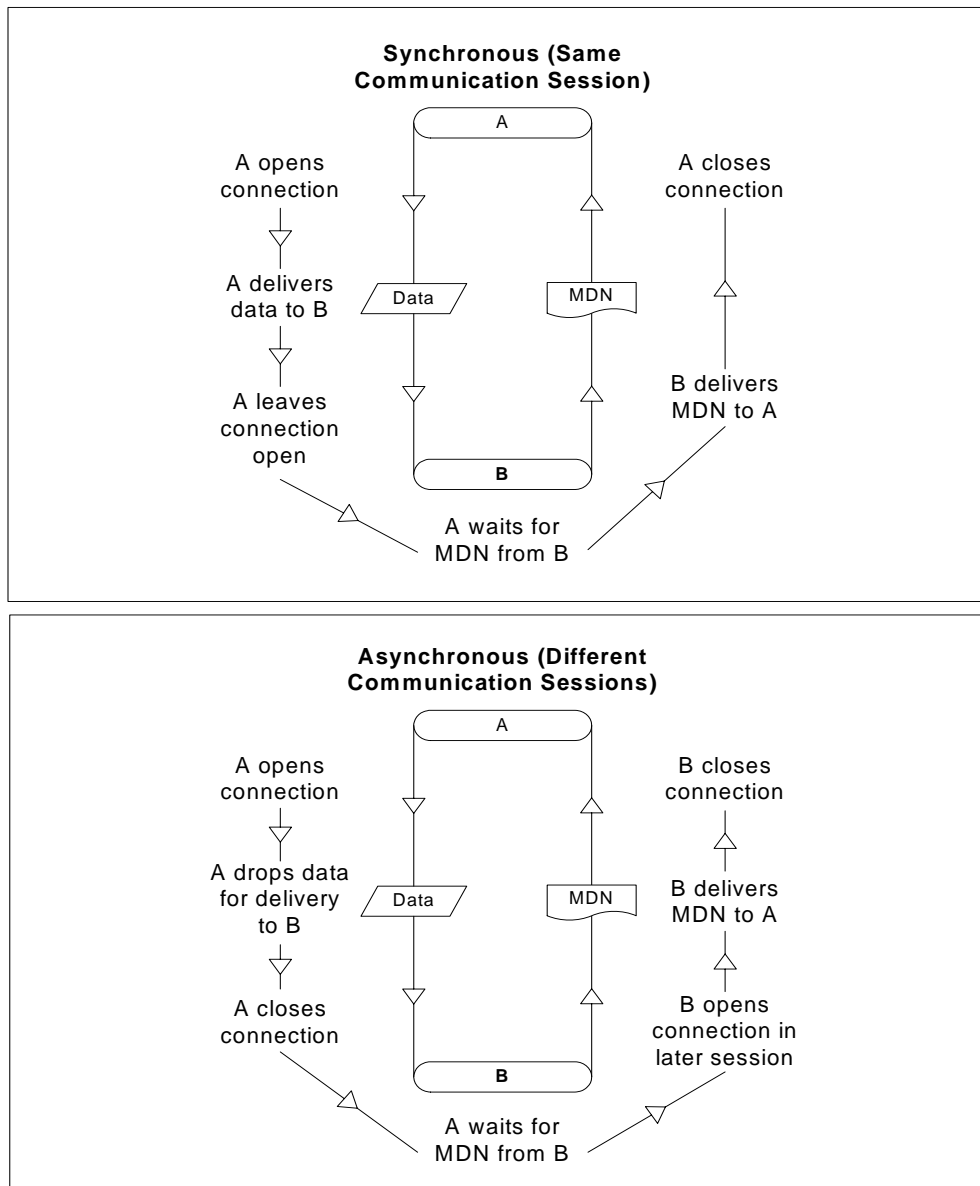 Synchronous (Same
Communication Session)
A
A opens
connection
A delivers
data to B
A leaves
connection
open
Data
MDN
B
A waits for
MDN from B
B delivers
MDN to A
A closes
connection
Asynchronous (Different
Communication Sessions)
A
A opens
connection
A drops data
for delivery
to B
A closes
connection
Data
MDN
B
A waits for
MDN from B
B opens
connection in
later session
B delivers
MDN to A
B closes
connection